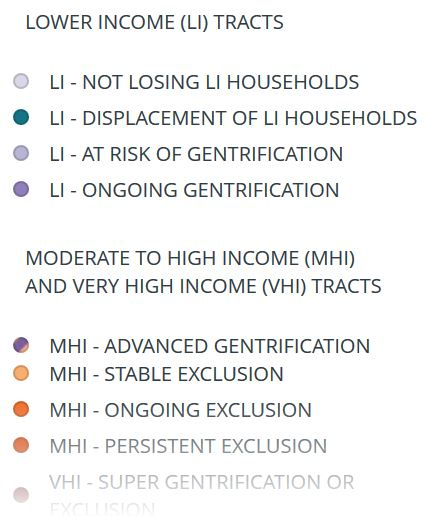 LOWER INCOME (LI) TRACTS
LI - NOT LOSING LI HOUSEHOLDS
LI - DISPLACEMENT OF LI HOUSEHOLDS
LI - AT RISK OF GENTRIFICATION
LI - ONGOING GENTRIFICATION
MODERATE TO HIGH INCOME (MHI)
AND VERY HIGH INCOME (VHI) TRACTS
MHI - ADVANCED GENTRIFICATION
MHI - STABLE EXCLUSION
MHI - ONGOING EXCLUSION
MHI - PERSISTENT EXCLUSION
VHI - SUPER GENTRIFICATION OR
EXCLUSION